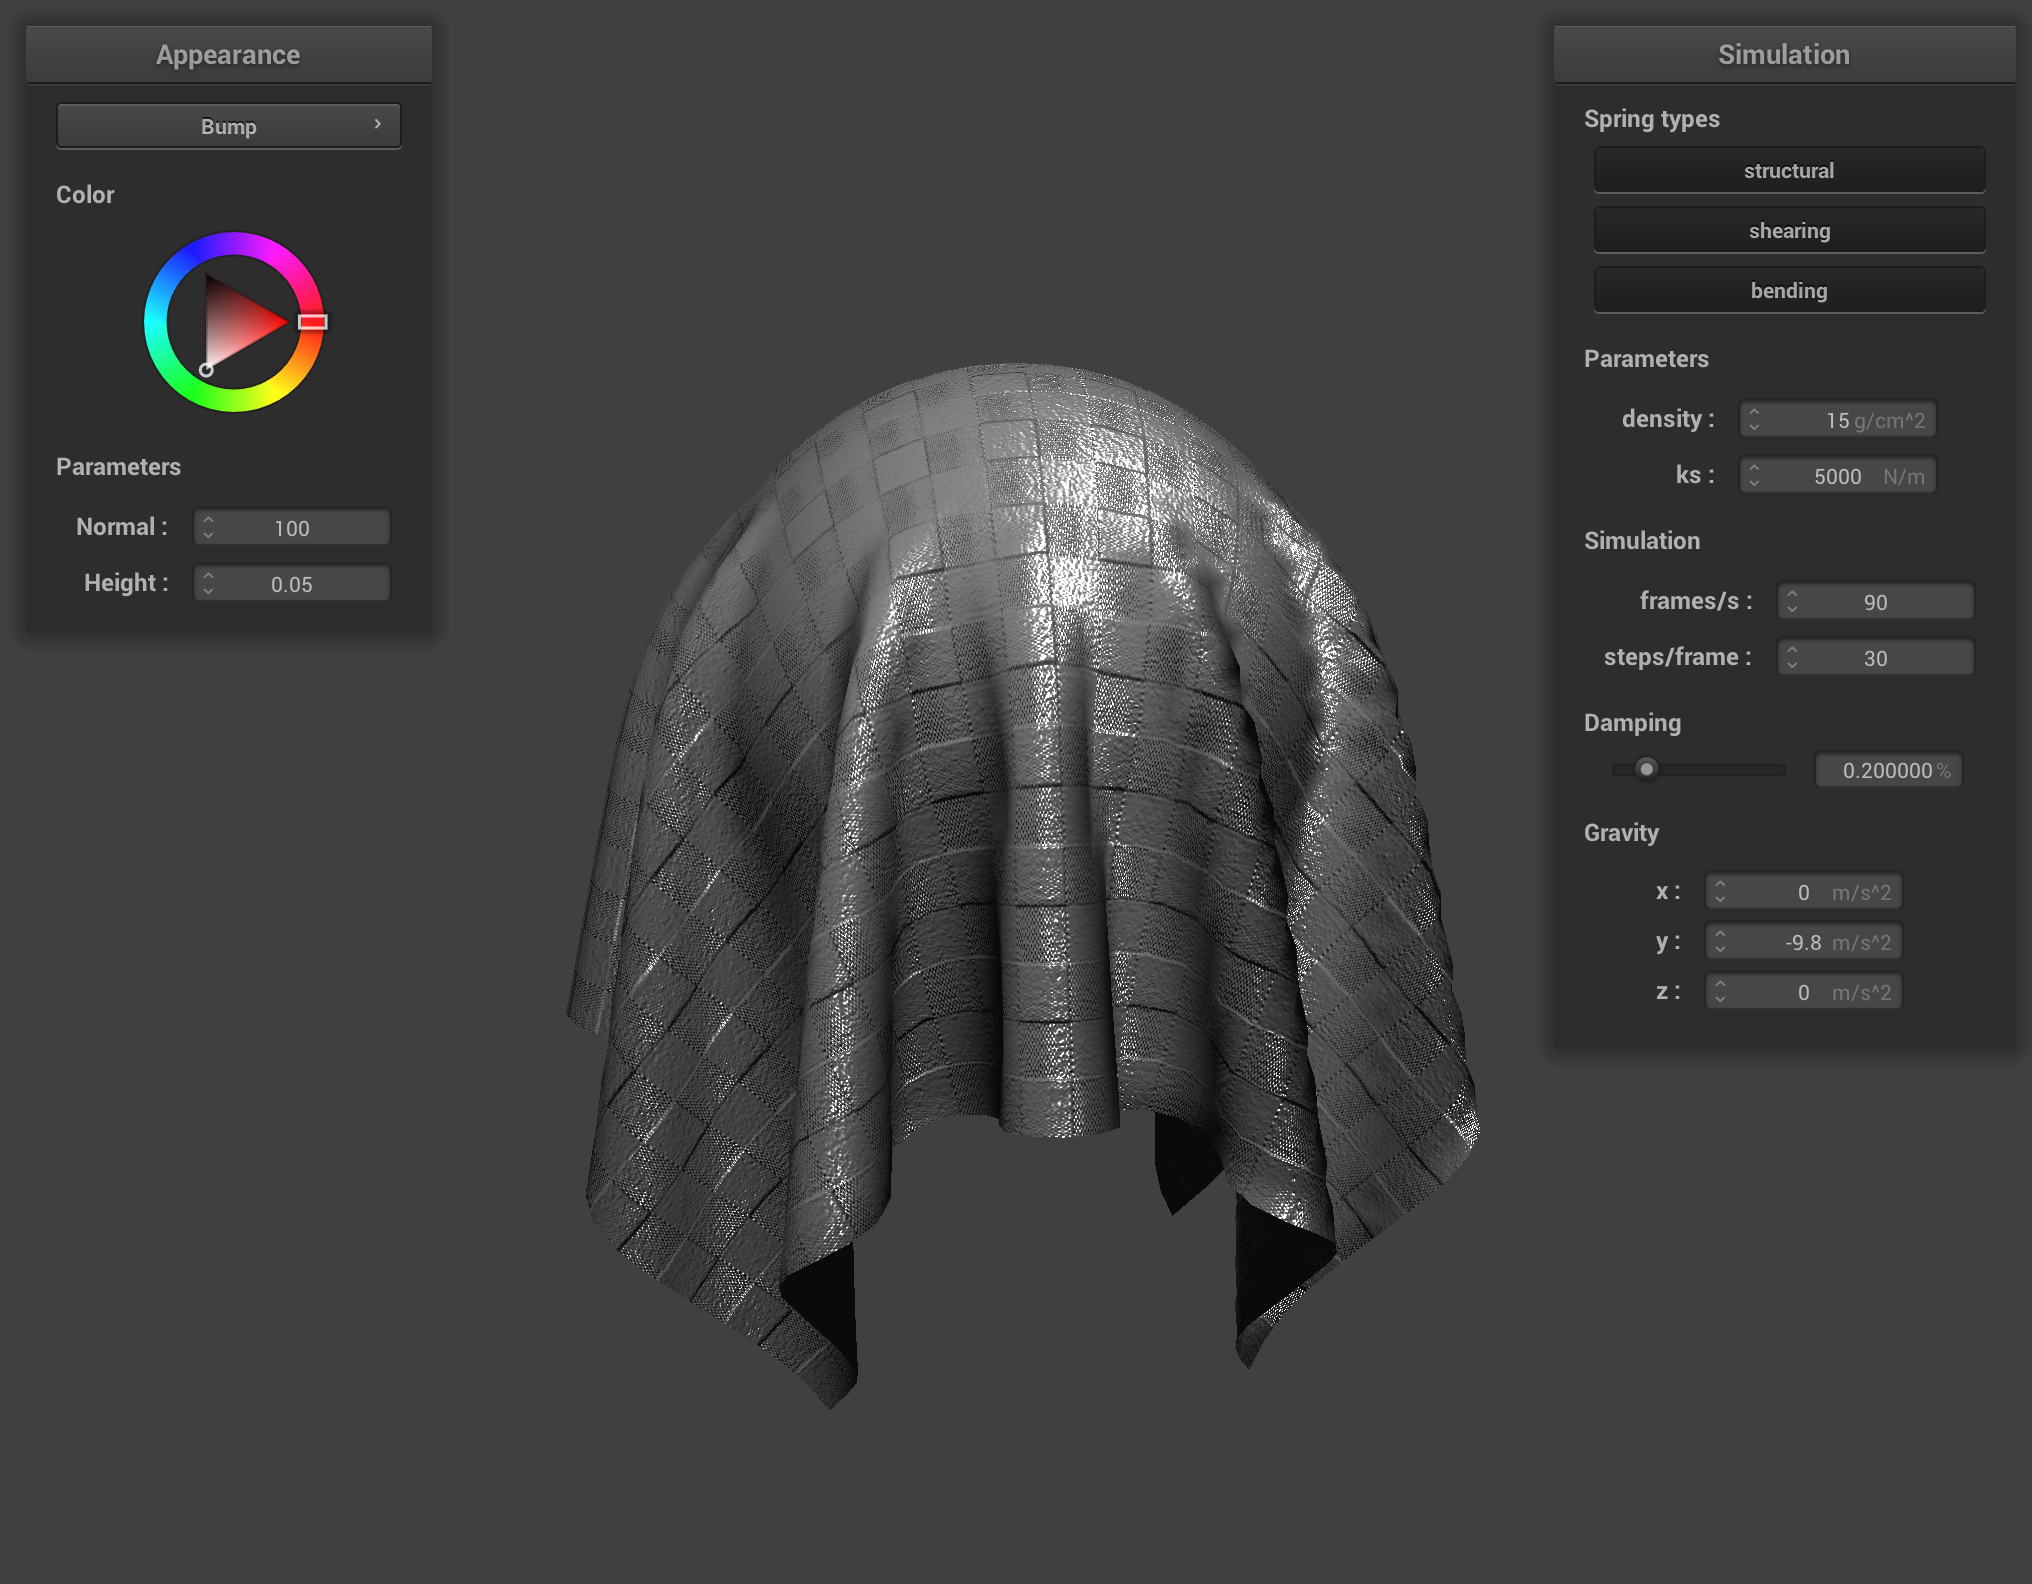 Appearance
Bump
Color
Parameters
Normal : 100
Height : 0.05
Simulation
Spring types
structural
shearing
bending
Parameters
density : 15 g/cm^2
ks : 5000 N/m
Simulation
frames/s : 90
steps/frame : 30
Damping
0.200000 %
Gravity
x : 0 m/s^2
y : -9.8 m/s^2
z : 0 m/s^2